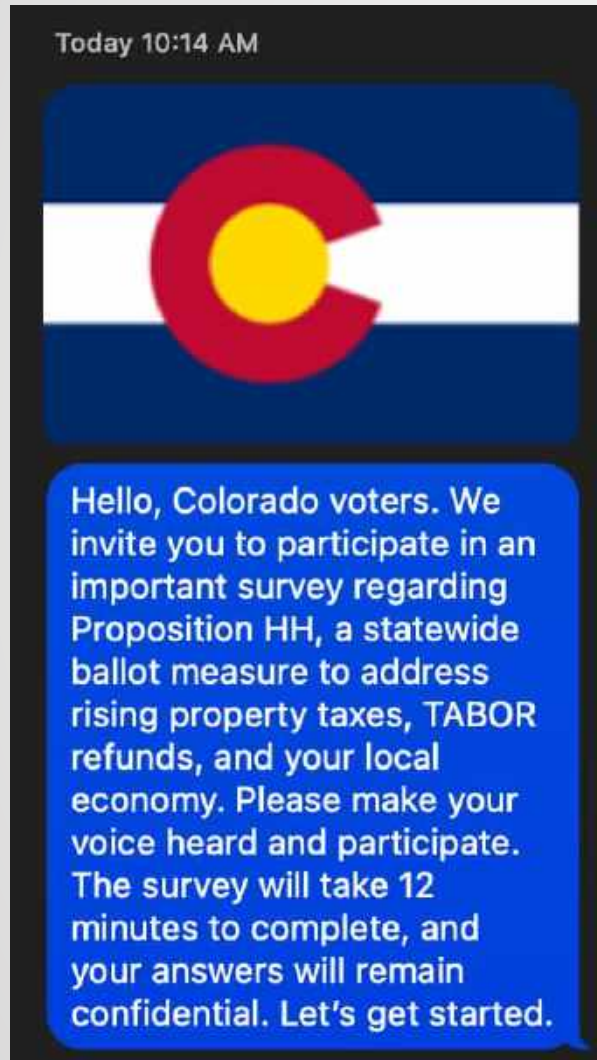 Today 10:14 AM
Hello, Colorado voters. We
invite you to participate in an
important survey regarding
Proposition HH, a statewide
ballot measure to address
rising property taxes, TABOR
refunds, and your local
economy. Please make your
voice heard and participate.
The survey will take 12
minutes to complete, and
your answers will remain
confidential. Let’s get started.